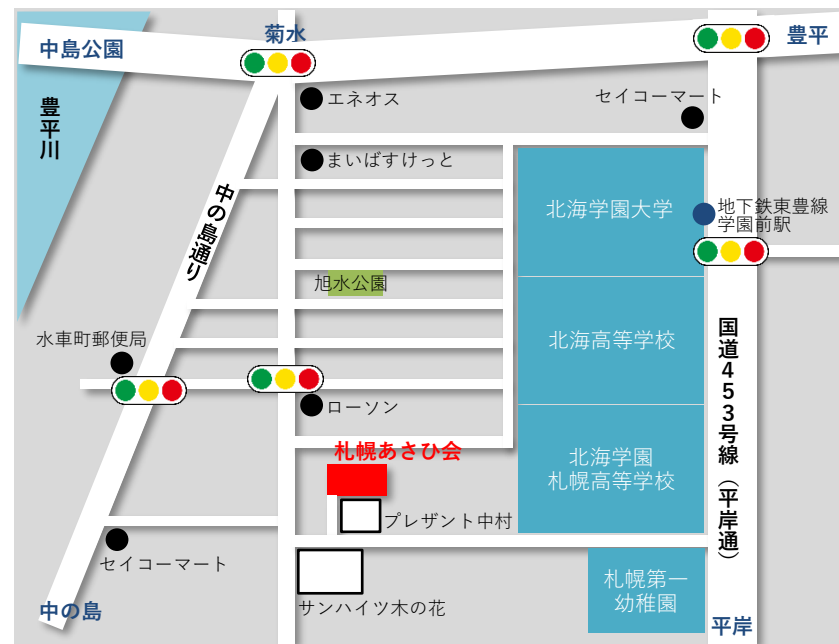 菊水
豊平
中島公園
エネオス
セイコーマート
豊平川
まいばすけっと
中の島通り
北海学園大学
地下鉄東豊線
学園前駅
旭水公園
水車町郵便局
北海高等学校
国道453号線（平岸通）
ローソン
札幌あさひ会
北海学園
札幌高等学校
プレザント中村
セイコーマート
札幌第一
幼稚園
サンハイツ木の花
中の島
平岸